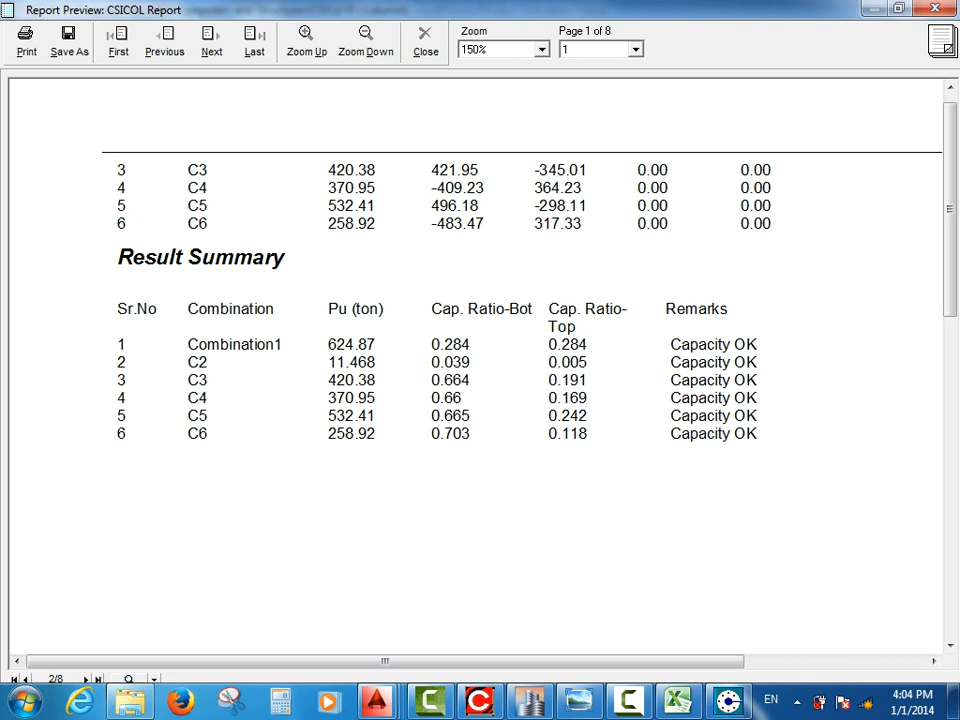 Report Preview: CSICOL Report
Print Save As First Previous Next Last Zoom Up Zoom Down Close
Zoom Page 1 of 8
150% 1
3 C3 420.38 421.95 -345.01 0.00 0.00
4 C4 370.95 -409.23 364.23 0.00 0.00
5 C5 532.41 496.18 -298.11 0.00 0.00
6 C6 258.92 -483.47 317.33 0.00 0.00
Result Summary
Sr.No Combination Pu (ton) Cap. Ratio-Bot Cap. Ratio- Remarks
Top
1 Combination1 624.87 0.284 0.284 Capacity OK
2 C2 11.468 0.039 0.005 Capacity OK
3 C3 420.38 0.664 0.191 Capacity OK
4 C4 370.95 0.66 0.169 Capacity OK
5 C5 532.41 0.665 0.242 Capacity OK
6 C6 258.92 0.703 0.118 Capacity OK
2/8
EN
4:04 PM
1/1/2014